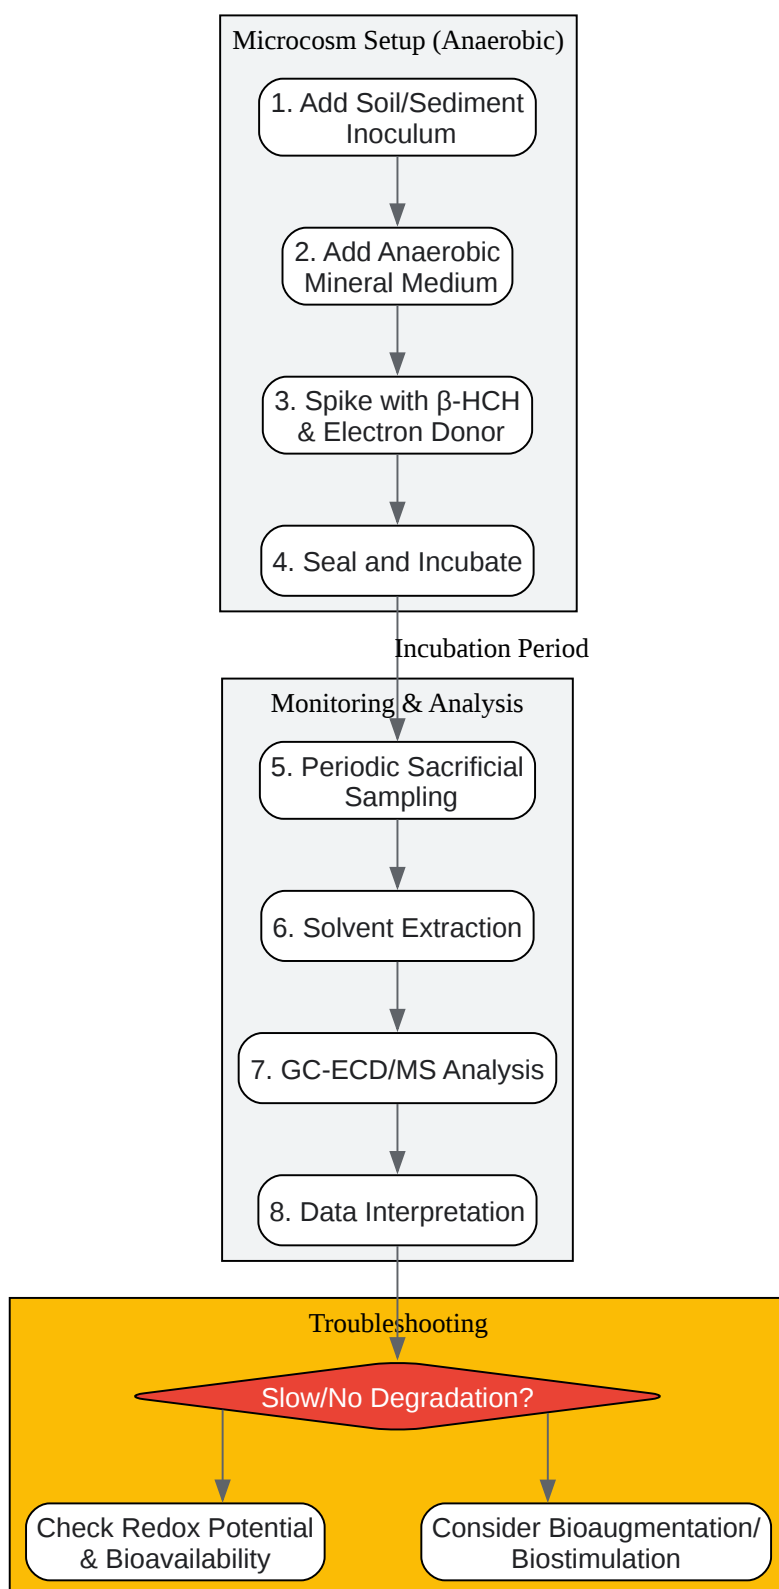 Microcosm Setup (Anaerobic)
1. Add Soil/Sediment
Inoculum
2. Add Anaerobic
Mineral Medium
3. Spike with β-HCH
& Electron Donor
4. Seal and Incubate
Incubation Period
Monitoring & Analysis
5. Periodic Sacrificial
Sampling
6. Solvent Extraction
7. GC-ECD/MS Analysis
8. Data Interpretation
Troubleshooting
Slow/No Degradation?
Check Redox Potential
& Bioavailability
Consider Bioaugmentation/
Biostimulation